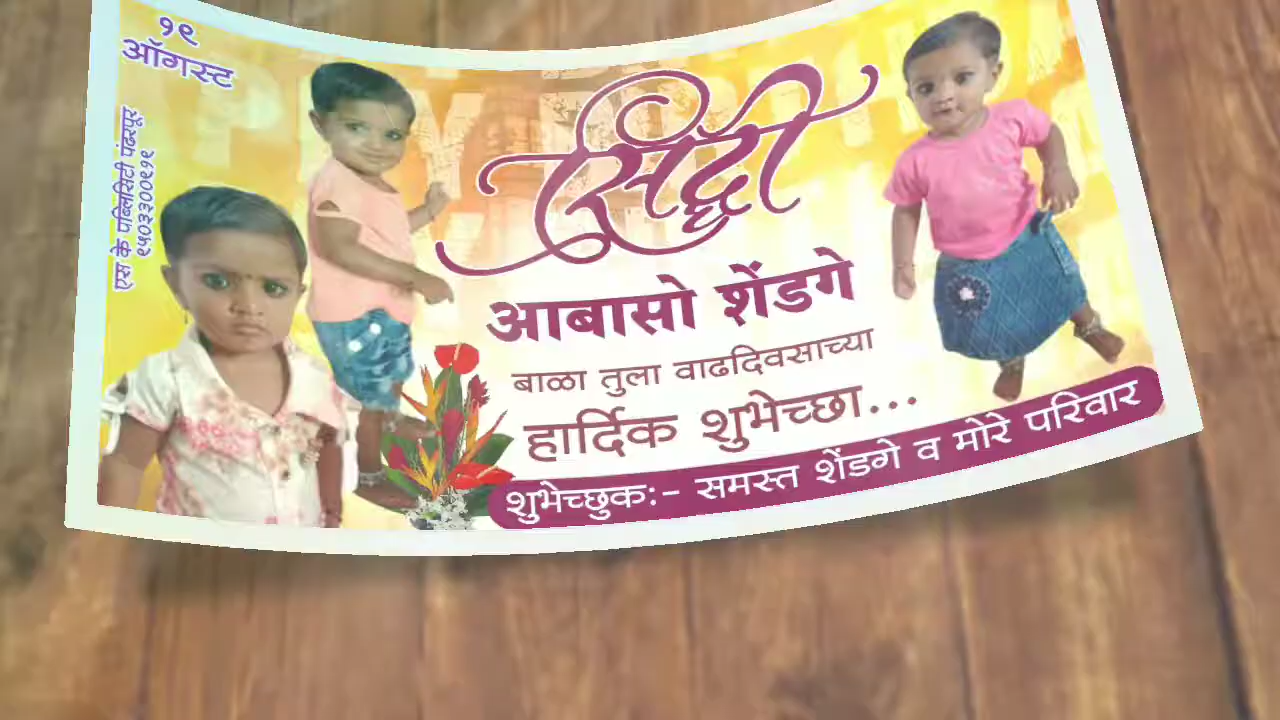 १९
ऑगस्ट
एस के पब्लिसिटी पंढरपूर
९५०३३००९१९
सिद्धी
आबासो शेंडगे
बाळा तुला वाढदिवसाच्या
हार्दिक शुभेच्छा...
शुभेच्छुक:- समस्त शेंडगे व मोरे परिवार